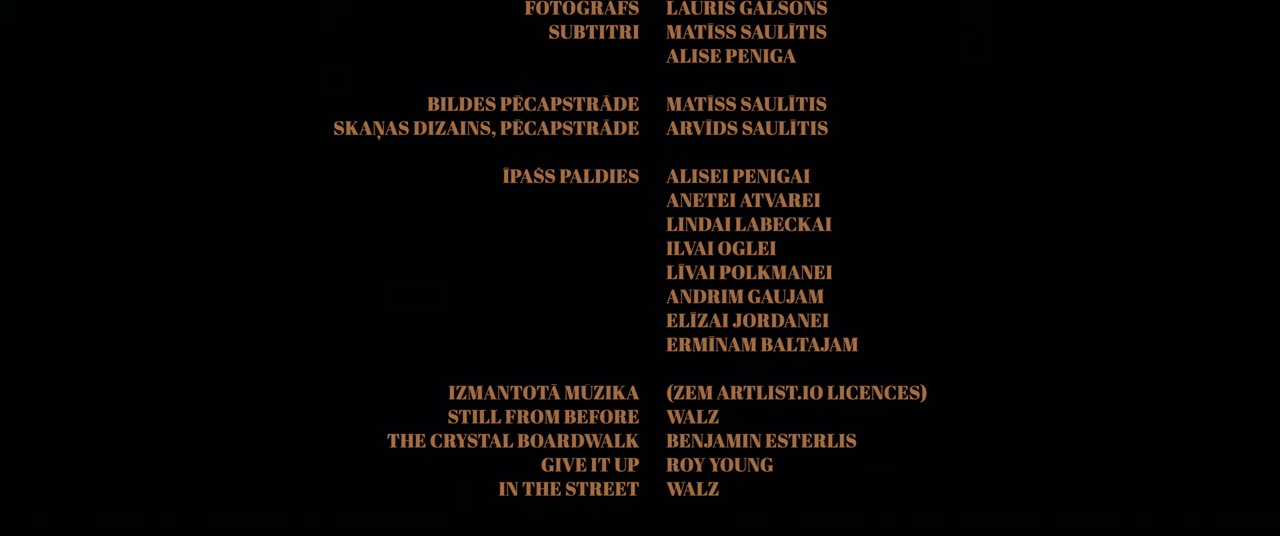 FOTOGRĀFS LAURIS GALSONS
SUBTITRI MATĪSS SAULĪTIS
ALISE PENIGA
BILDES PĒCAPSTRĀDE MATĪSS SAULĪTIS
SKAŅAS DIZAINS, PĒCAPSTRĀDE ARVĪDS SAULĪTIS
ĪPAŠS PALDIES ALISEI PENIGAI
ANETEI ATVAREI
LINDAI LABECKAI
ILVAI OGLEI
LĪVAI POLKMANEI
ANDRIM GAUJAM
ELĪZAI JORDANEI
ERMĪNAM BALTAJAM
IZMANTOTĀ MŪZIKA (ZEM ARTLIST.IO LICENCES)
STILL FROM BEFORE WALZ
THE CRYSTAL BOARDWALK BENJAMIN ESTERLIS
GIVE IT UP ROY YOUNG
IN THE STREET WALZ